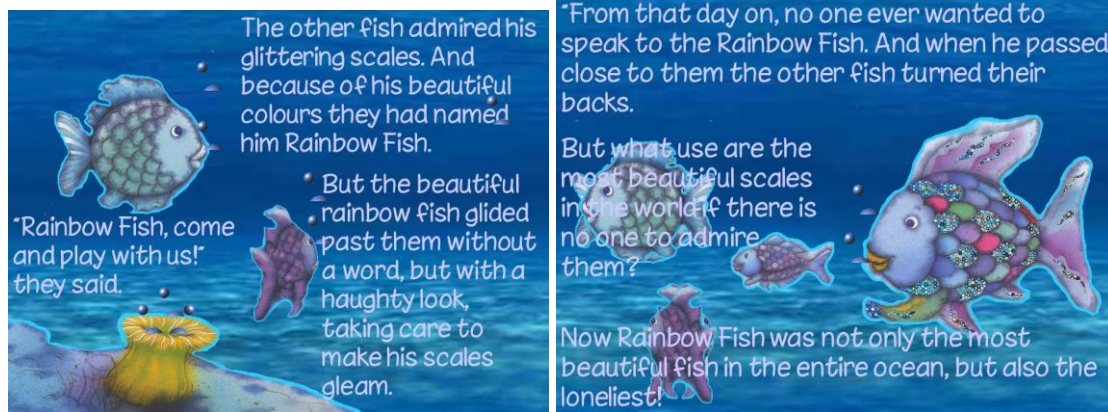 The other fish admired his
glittering scales. And
because of his beautiful
colours they had named
him Rainbow Fish.
"Rainbow Fish, come
and play with us!"
they said.
But the beautiful
rainbow fish glided
past them without
a word, but with a
haughty look,
taking care to
make his scales
gleam.
"From that day on, no one ever wanted to
speak to the Rainbow Fish. And when he passed
close to them the other fish turned their
backs.
But what use are the
most beautiful scales
in the world if there is
no one to admire
them?
Now Rainbow Fish was not only the most
beautiful fish in the entire ocean, but also the
loneliest!